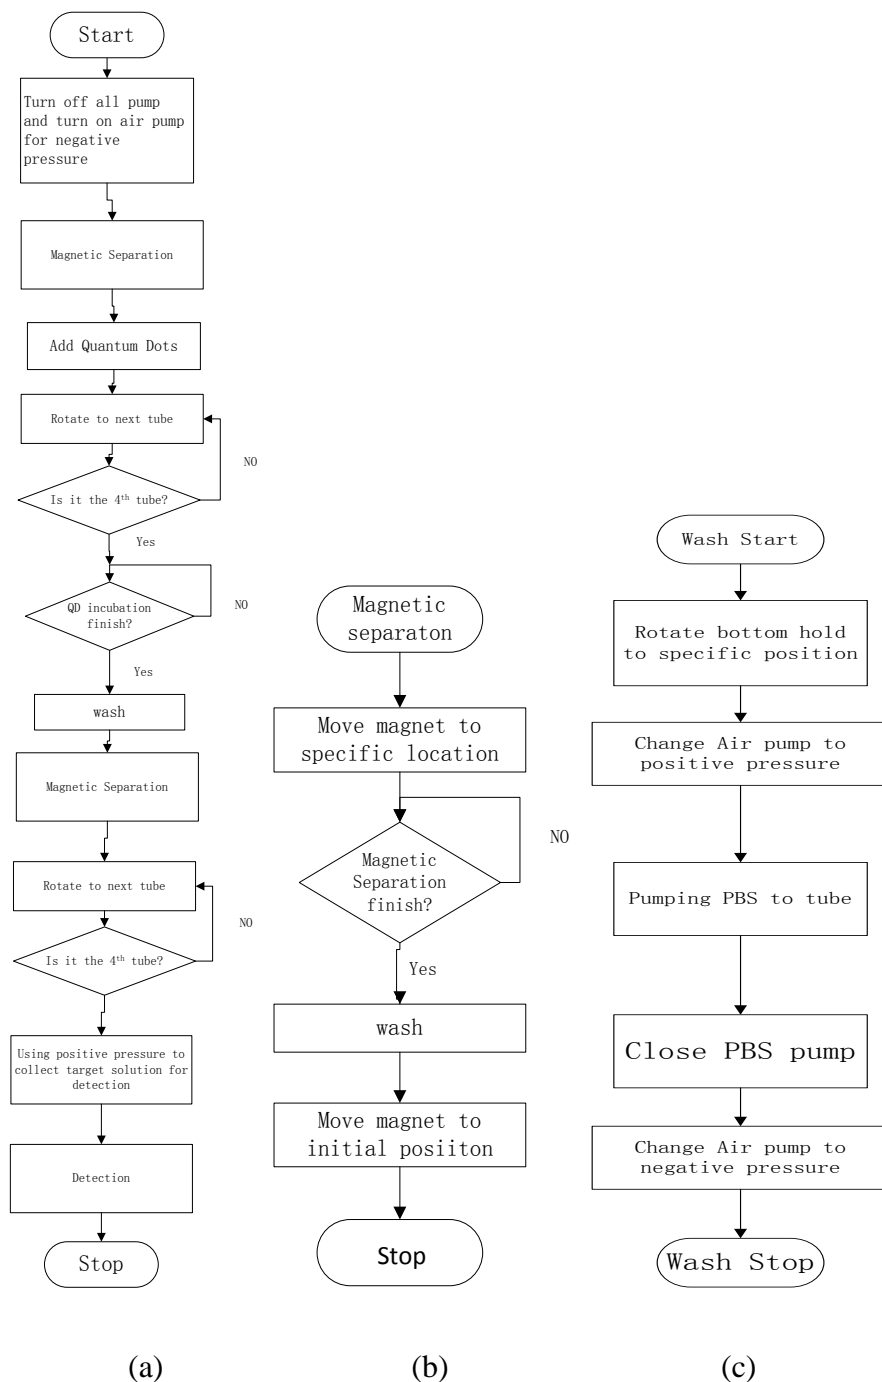 Start
Turn off all pump
and turn on air pump
for negative
pressure
Magnetic Separation
Add Quantum Dots
Rotate to next tube
NO
Is it the 4th tube?
Yes
QD incubation
finish?
NO
Yes
wash
Magnetic Separation
Rotate to next tube
NO
Is it the 4th tube?
Using positive pressure to
collect target solution for
detection
Detection
Stop
(a)
Magnetic
separaton
Move magnet to
specific location
NO
Magnetic
Separation
finish?
Yes
wash
Move magnet to
initial posiiton
Stop
(b)
Wash Start
Rotate bottom hold
to specific position
Change Air pump to
positive pressure
Pumping PBS to tube
Close PBS pump
Change Air pump to
negative pressure
Wash Stop
(c)